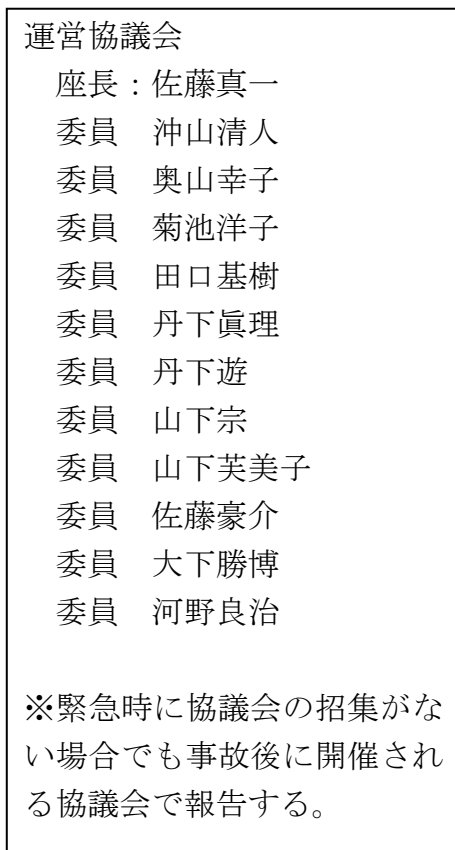 運営協議会
座長：佐藤真一
委員　沖山清人
委員　奥山幸子
委員　菊池洋子
委員　田口基樹
委員　丹下眞理
委員　丹下遊
委員　山下宗
委員　山下芙美子
委員　佐藤豪介
委員　大下勝博
委員　河野良治
※緊急時に協議会の招集がな
い場合でも事故後に開催され
る協議会で報告する。